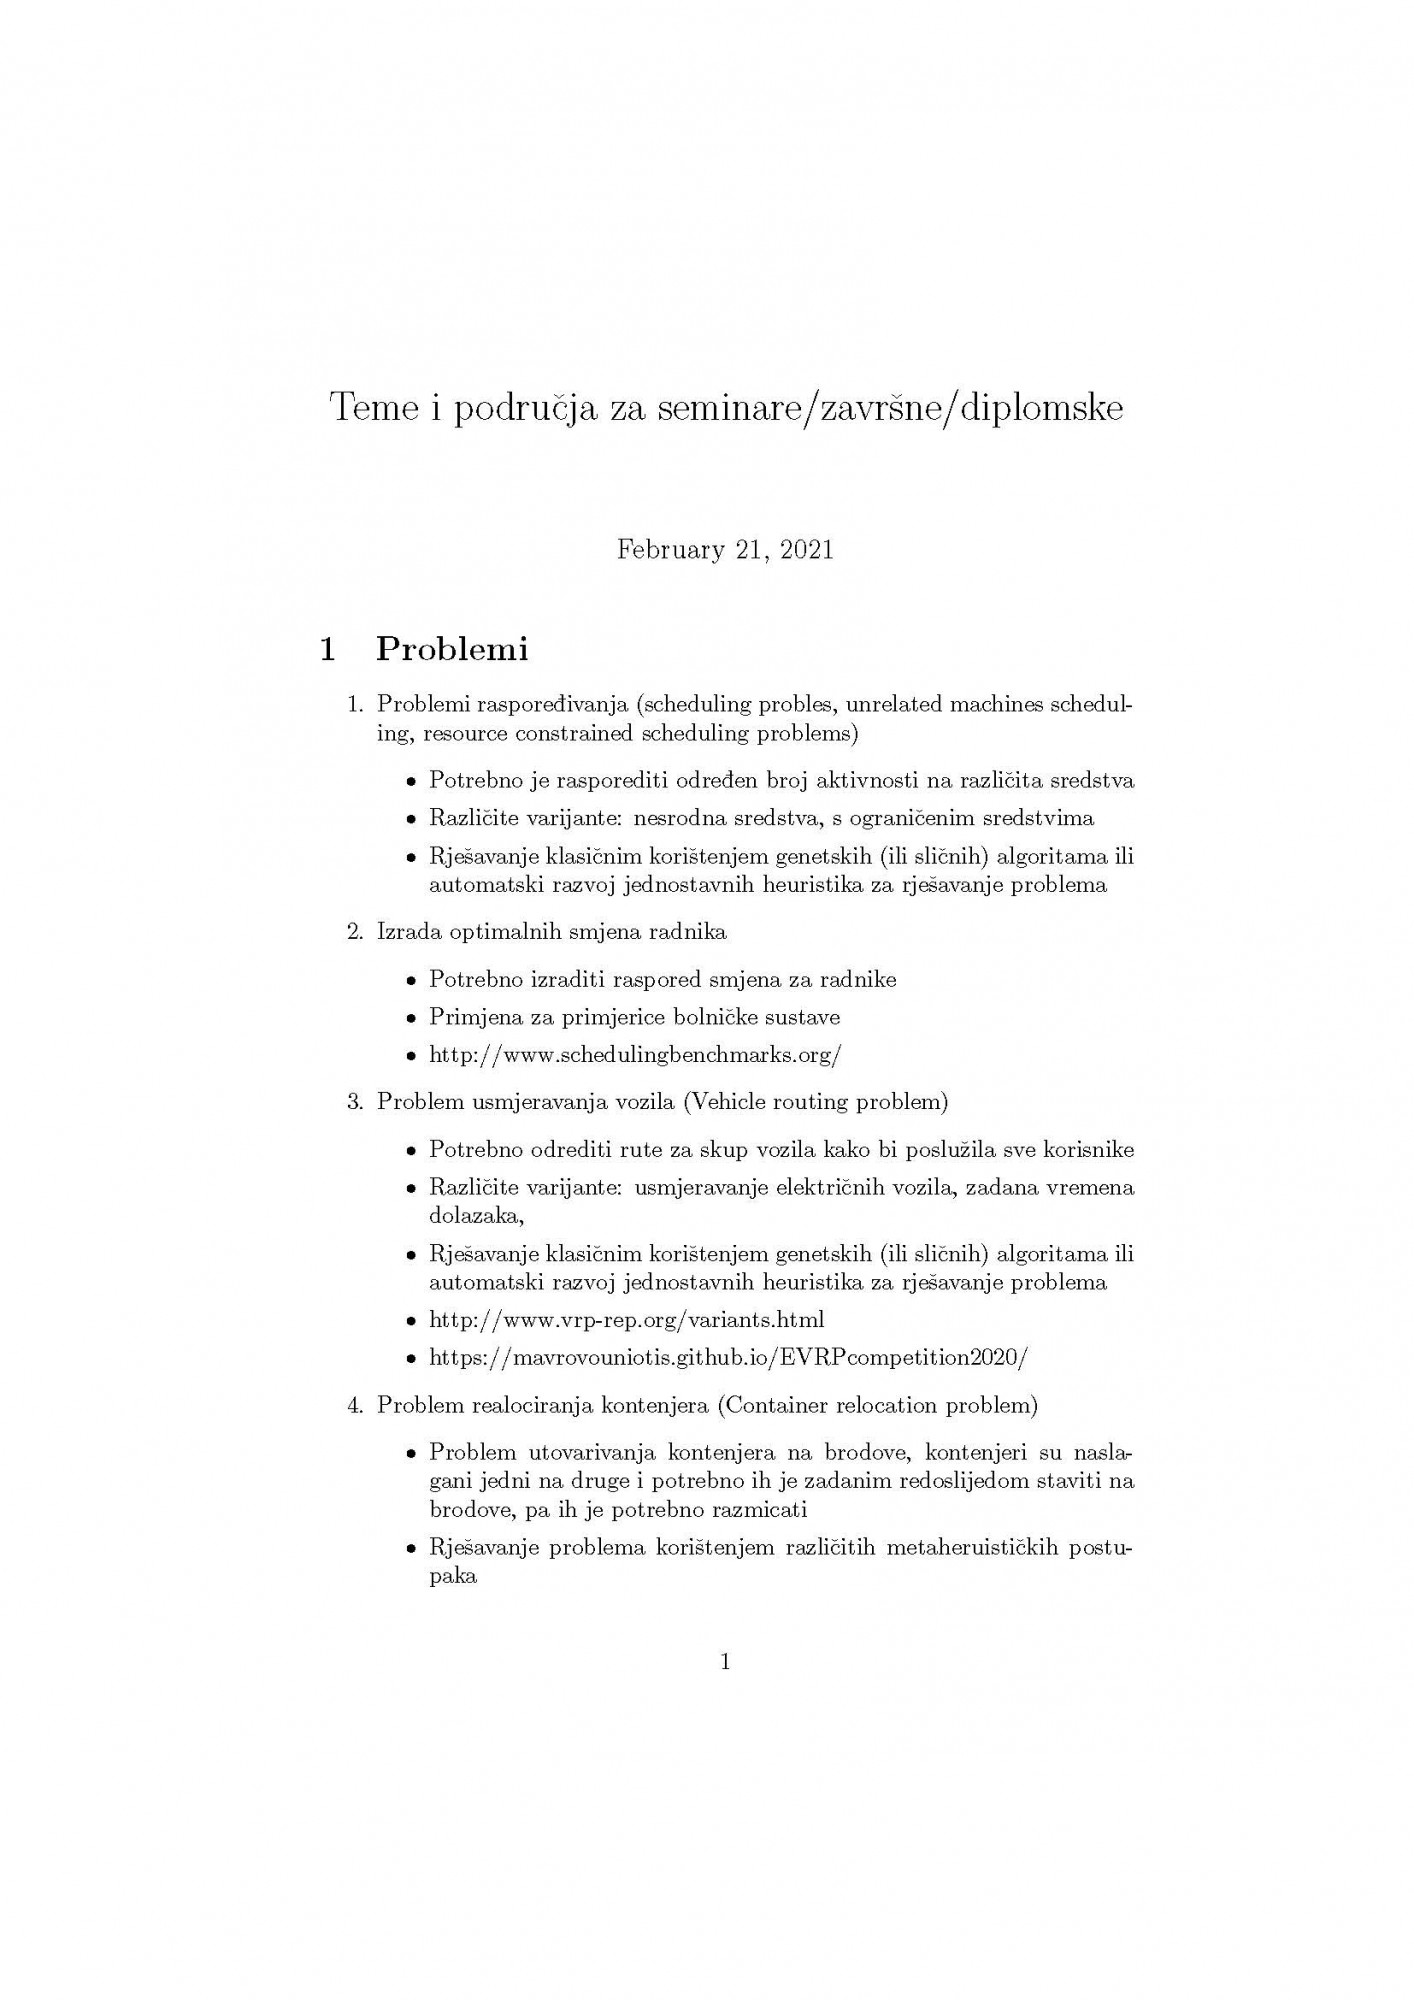 Teme i područja za seminare/završne/diplomske
February 21, 2021
1 Problemi
1. Problemi raspoređivanja (scheduling probles, unrelated machines schedul-
ing, resource constrained scheduling problems)
• Potrebno je rasporediti određen broj aktivnosti na različita sredstva
• Različite varijante: nesrodna sredstva, s ograničenim sredstvima
• Rješavanje klasičnim korištenjem genetskih (ili sličnih) algoritama ili
automatski razvoj jednostavnih heuristika za rješavanje problema
2. Izrada optimalnih smjena radnika
• Potrebno izraditi raspored smjena za radnike
• Primjena za primjerice bolničke sustave
• http://www.schedulingbenchmarks.org/
3. Problem usmjeravanja vozila (Vehicle routing problem)
• Potrebno odrediti rute za skup vozila kako bi poslužila sve korisnike
• Različite varijante: usmjeravanje električnih vozila, zadana vremena
dolazaka,
• Rješavanje klasičnim korištenjem genetskih (ili sličnih) algoritama ili
automatski razvoj jednostavnih heuristika za rješavanje problema
• http://www.vrp-rep.org/variants.html
• https://mavrovouniotis.github.io/EVRPcompetition2020/
4. Problem realociranja kontenjera (Container relocation problem)
• Problem utovarivanja kontenjera na brodove, kontenjeri su nasla-
gani jedni na druge i potrebno ih je zadanim redoslijedom staviti na
brodove, pa ih je potrebno razmicati
• Rješavanje problema korištenjem različitih metaheruističkih postu-
paka
1